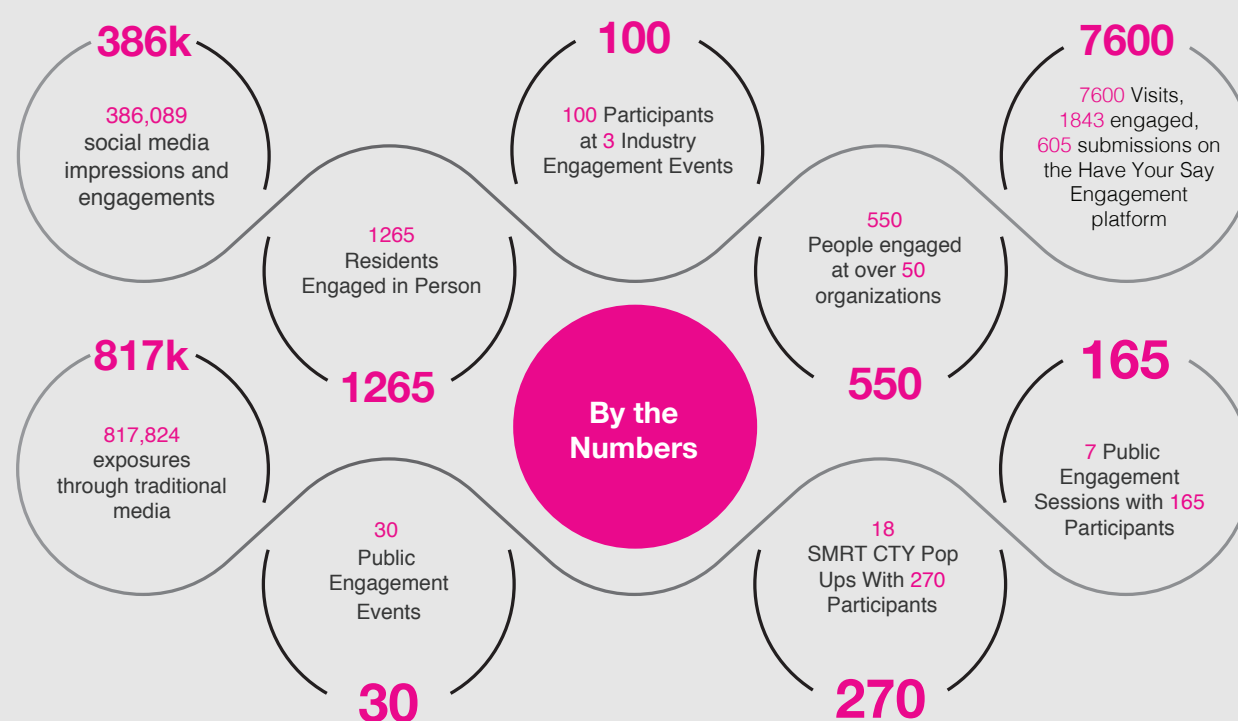 386k
386,089
social media
impressions and
engagements
1265
Residents
Engaged in Person
1265
100
100 Participants
at 3 Industry
Engagement Events
550
People engaged
at over 50
organizations
550
7600
7600 Visits,
1843 engaged,
605 submissions on
the Have Your Say
Engagement
platform
By the
Numbers
817k
817,824
exposures
through traditional
media
30
Public
Engagement
Events
30
18
SMRT CTY Pop
Ups With 270
Participants
270
165
7 Public
Engagement
Sessions with 165
Participants